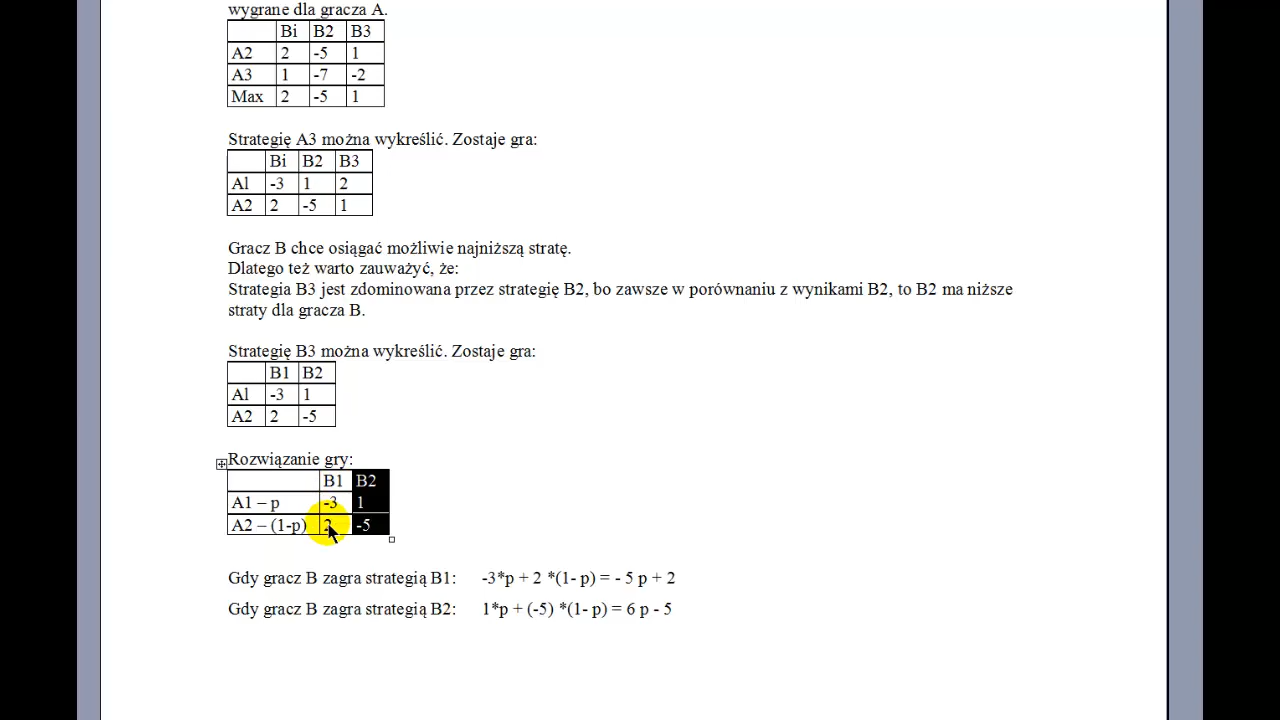 wygrane dla gracza A.
Bi B2 B3
A2 2 -5 1
A3 1 -7 -2
Max 2 -5 1
Strategię A3 można wykreślić. Zostaje gra:
Bi B2 B3
Al -3 1 2
A2 2 -5 1
Gracz B chce osiągać możliwie najniższą stratę.
Dlatego też warto zauważyć, że:
Strategia B3 jest zdominowana przez strategię B2, bo zawsze w porównaniu z wynikami B2, to B2 ma niższe
straty dla gracza B.
Strategię B3 można wykreślić. Zostaje gra:
B1 B2
Al -3 1
A2 2 -5
Rozwiązanie gry:
B1 B2
A1 – p -3 1
A2 – (1-p) 2 -5
Gdy gracz B zagra strategią B1: -3*p + 2 *(1- p) = - 5 p + 2
Gdy gracz B zagra strategią B2: 1*p + (-5) *(1- p) = 6 p - 5